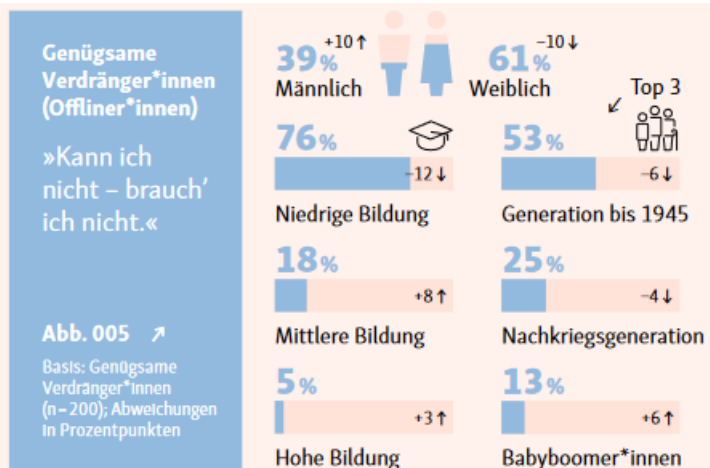 Genügsame
Verdränger*innen
(Offliner*innen)
»Kann ich
nicht – brauch’
ich nicht.«
Abb. 005 ↗
Basis: Genügsame
Verdränger*innen
(n=200); Abweichungen
in Prozentpunkten
39% +10↑
Männlich
61% –10↓
Weiblich
Top 3
76%
–12↓
Niedrige Bildung
53%
–6↓
Generation bis 1945
18%
+8↑
Mittlere Bildung
25%
–4↓
Nachkriegsgeneration
5%
+3↑
Hohe Bildung
13%
+6↑
Babyboomer*innen